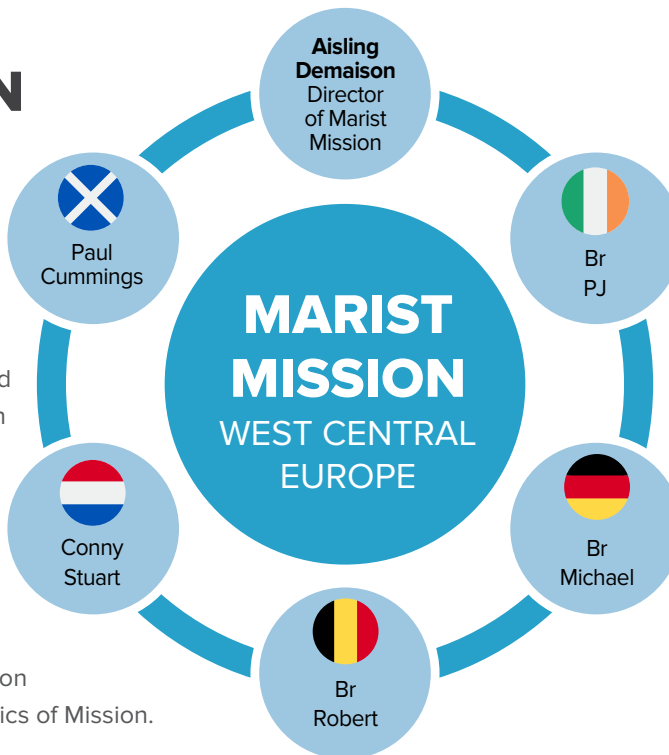 N
Aisling
Demaison
Director
of Marist
Mission
Paul
Cummings
Br
PJ
MARIST
MISSION
WEST CENTRAL
EUROPE
d
n
Conny
Stuart
Br
Michael
Br
Robert
on
ics of Mission.